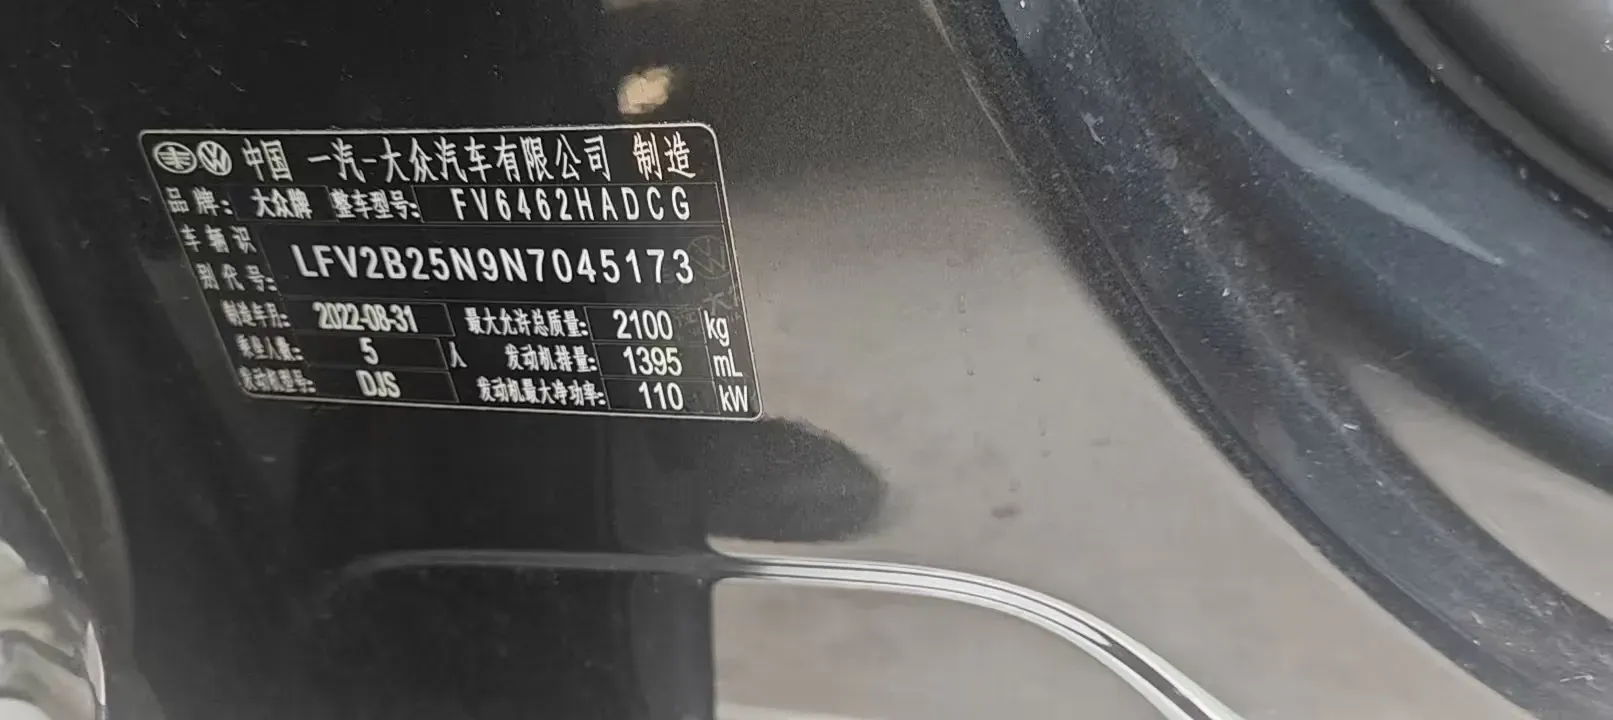 中国 一汽-大众汽车有限公司 制造
品牌: 大众牌 整车型号: FV6462HADCG
车辆识别代号: LFV2B25N9N7045173
制造年月: 2022-08-31 最大允许总质量: 2100 kg
乘坐人数: 5 人 发动机排量: 1395 mL
发动机型号: DJS 发动机最大净功率: 110 kW